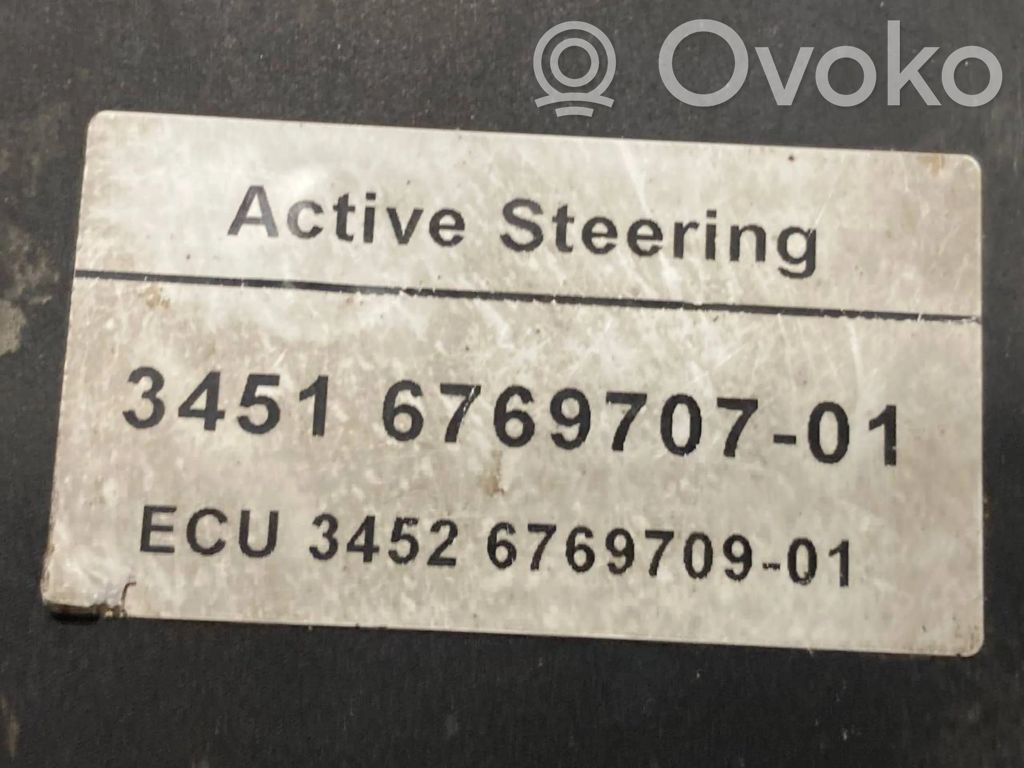 Ovoko
Active Steering
3451 6769707-01
ECU 3452 6769709-01